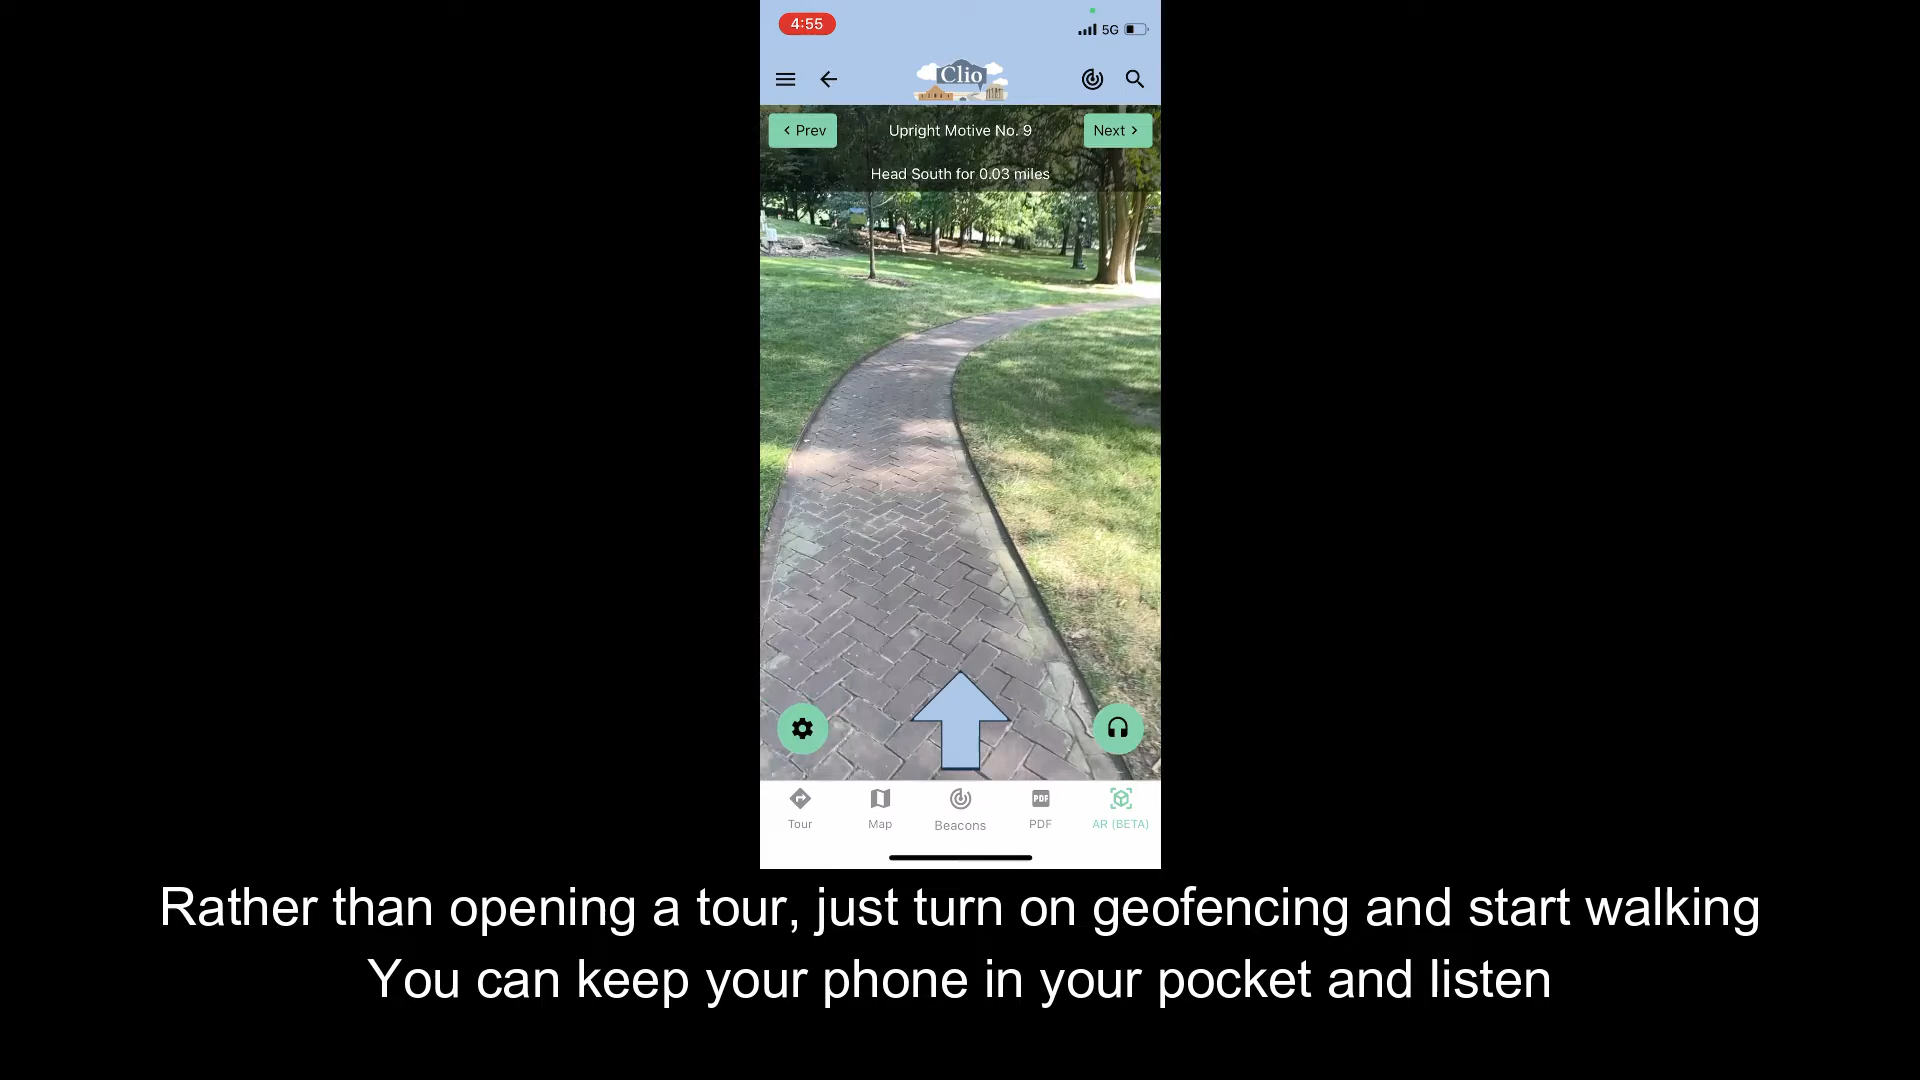 4:55
5G
Clio
Prev
Upright Motive No. 9
Next
Head South for 0.03 miles
Tour
Map
Beacons
PDF
PDF
AR (BETA)
Rather than opening a tour, just turn on geofencing and start walking
You can keep your phone in your pocket and listen